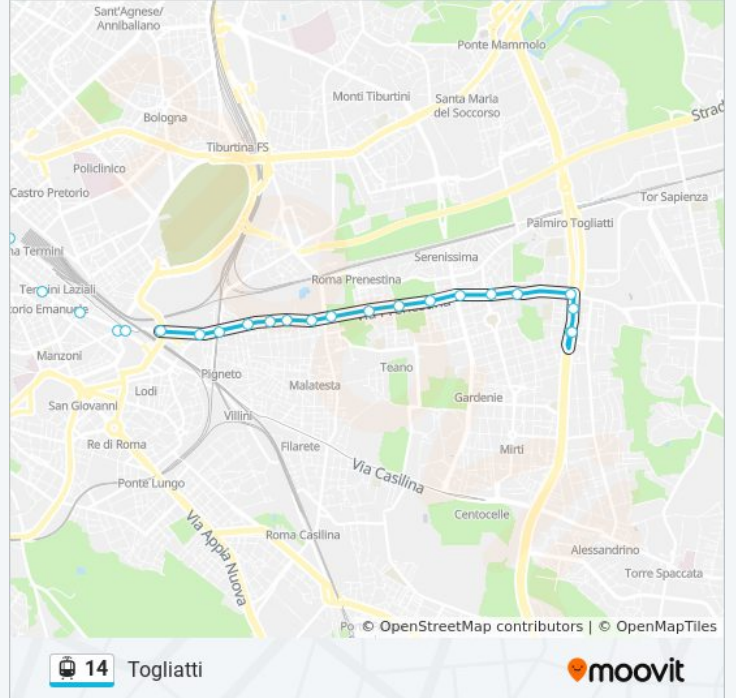 Sant'Agnese/
Annibaliano
Ponte Mammolo
Monti Tiburtini
Santa Maria
del Soccorso
Bologna
Strad
Tiburtina FS
Policlinico
Castro Pretorio
Tor Sapienza
Palmiro Togliatti
na Termini
Serenissima
Roma Prenestina
Termini Laziali
torio Emanuele
Via Prenestina
Manzoni
Teano
Pigneto
Malatesta
Lodi
Gardenie
San Giovanni
Villini
Re di Roma
Filarete
Mirti
Via Casilina
Ponte Lungo
Centocelle
Via Appia Nuova
Roma Casilina
Alessandrino
Torre Spaccata
Po
© OpenStreetMap contributors | © OpenMapTiles
14 Togliatti
moovit